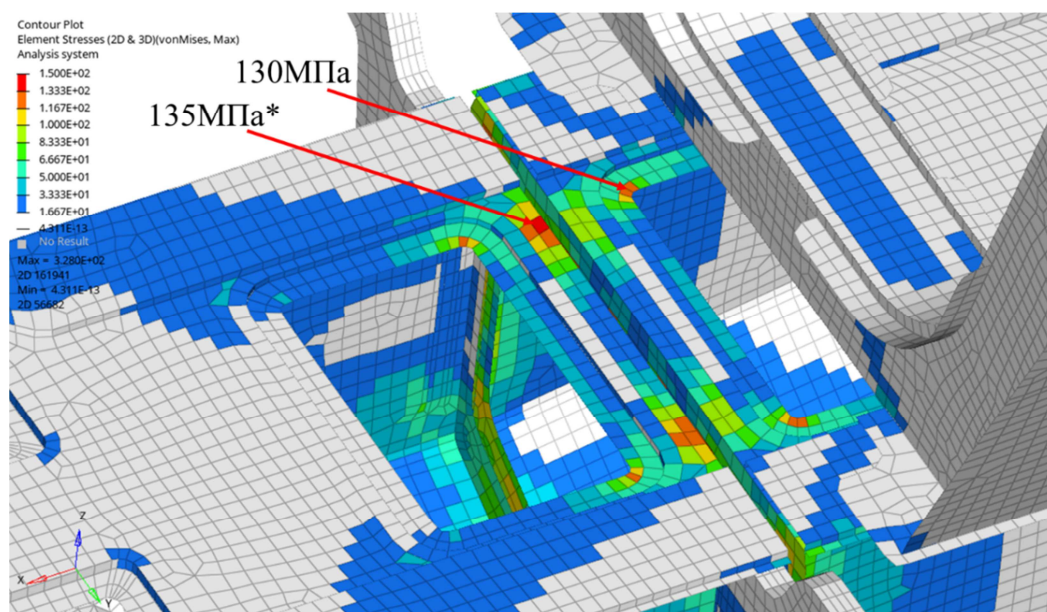 Contour Plot
Element Stresses (2D & 3D)(vonMises, Max)
Analysis system
1.500E+02
1.333E+02
1.167E+02
1.000E+02
8.333E+01
6.667E+01
5.000E+01
3.333E+01
1.667E+01
4.311E-13
No Result
Max = 3.280E+02
2D 161941
Min = 4.311E-13
2D 56682
130МПа
135МПа*
Z
X
Y